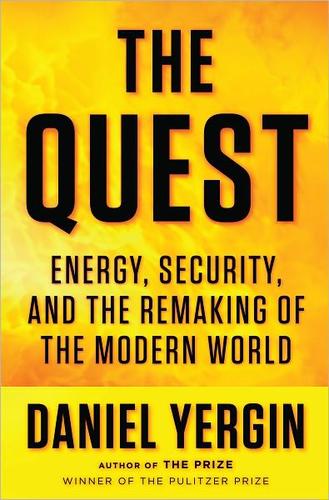 THE
QUEST
ENERGY, SECURITY,
AND THE REMAKING OF
THE MODERN WORLD
DANIEL YERGIN
AUTHOR OF THE PRIZE
WINNER OF THE PULITZER PRIZE